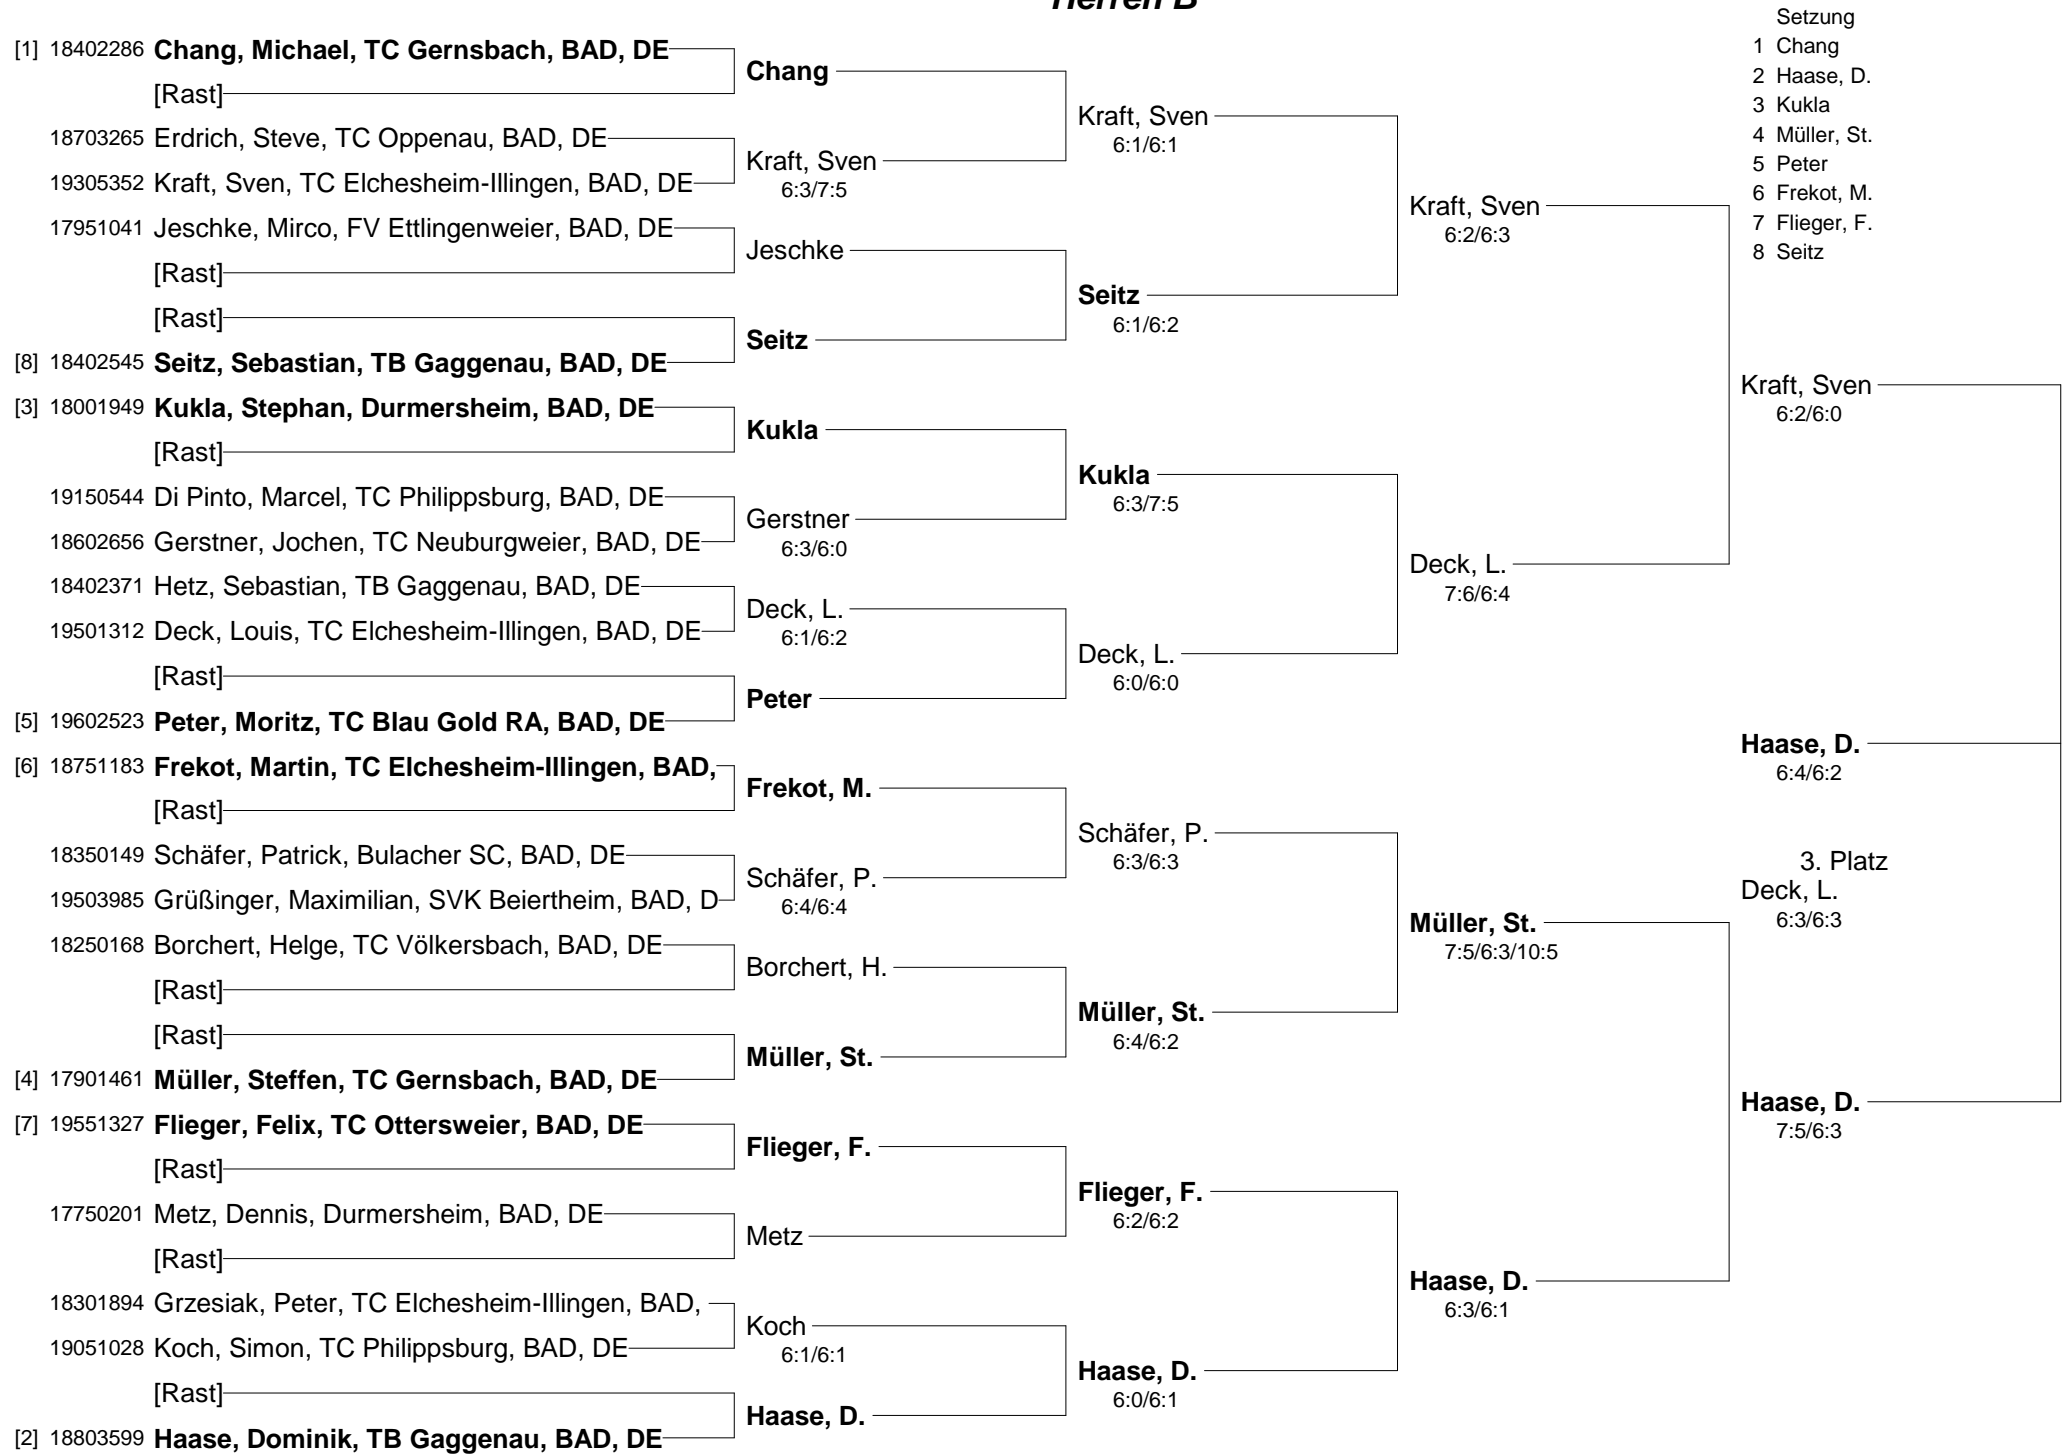 Herren B
[1] 18402286 Chang, Michael, TC Gernsbach, BAD, DE
[Rast]
18703265 Erdrich, Steve, TC Oppenau, BAD, DE
19305352 Kraft, Sven, TC Elchesheim-Illingen, BAD, DE
17951041 Jeschke, Mirco, FV Ettlingenweier, BAD, DE
[Rast]
[Rast]
[8] 18402545 Seitz, Sebastian, TB Gaggenau, BAD, DE
[3] 18001949 Kukla, Stephan, Durmersheim, BAD, DE
[Rast]
19150544 Di Pinto, Marcel, TC Philippsburg, BAD, DE
18602656 Gerstner, Jochen, TC Neuburgweier, BAD, DE
18402371 Hetz, Sebastian, TB Gaggenau, BAD, DE
19501312 Deck, Louis, TC Elchesheim-Illingen, BAD, DE
[Rast]
[5] 19602523 Peter, Moritz, TC Blau Gold RA, BAD, DE
[6] 18751183 Frekot, Martin, TC Elchesheim-Illingen, BAD,
[Rast]
18350149 Schäfer, Patrick, Bulacher SC, BAD, DE
19503985 Grüßinger, Maximilian, SVK Beiertheim, BAD, D
18250168 Borchert, Helge, TC Völkersbach, BAD, DE
[Rast]
[Rast]
[4] 17901461 Müller, Steffen, TC Gernsbach, BAD, DE
[7] 19551327 Flieger, Felix, TC Ottersweier, BAD, DE
[Rast]
17750201 Metz, Dennis, Durmersheim, BAD, DE
[Rast]
18301894 Grzesiak, Peter, TC Elchesheim-Illingen, BAD,
19051028 Koch, Simon, TC Philippsburg, BAD, DE
[Rast]
[2] 18803599 Haase, Dominik, TB Gaggenau, BAD, DE
Chang
Kraft, Sven
6:3/7:5
Jeschke
Seitz
Kukla
Gerstner
6:3/6:0
Deck, L.
6:1/6:2
Peter
Frekot, M.
Schäfer, P.
6:4/6:4
Borchert, H.
Müller, St.
Flieger, F.
Metz
Koch
6:1/6:1
Haase, D.
Kraft, Sven
6:1/6:1
Seitz
6:1/6:2
Kukla
6:3/7:5
Deck, L.
6:0/6:0
Schäfer, P.
6:3/6:3
Müller, St.
6:4/6:2
Flieger, F.
6:2/6:2
Haase, D.
6:0/6:1
Kraft, Sven
6:2/6:3
Deck, L.
7:6/6:4
Müller, St.
7:5/6:3/10:5
Haase, D.
6:3/6:1
Setzung
1 Chang
2 Haase, D.
3 Kukla
4 Müller, St.
5 Peter
6 Frekot, M.
7 Flieger, F.
8 Seitz
Kraft, Sven
6:2/6:0
Haase, D.
6:4/6:2
3. Platz
Deck, L.
6:3/6:3
Haase, D.
7:5/6:3